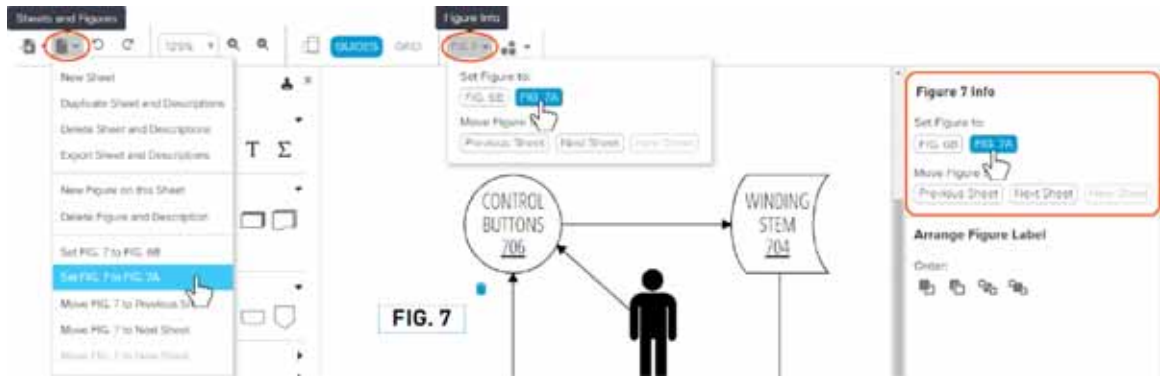 Sheets and Figures
Figure Info
125%
GUIDES
GRID
FIG. 7
New Sheet
Duplicate Sheet and Descriptions
Delete Sheet and Descriptions
Export Sheet and Descriptions
New Figure on this Sheet
Delete Figure and Description
Set FIG. 7 to FIG. 6B
Set FIG. 7 to FIG. 7A
Move FIG. 7 to Previous
Move FIG. 7 to Next Sheet
Move FIG. 7 to New Sheet
T Σ
Set Figure to:
FIG. 6B FIG. 7A
Move Figure
Previous Sheet Next Sheet New Sheet
CONTROL
BUTTONS
706
WINDING
STEM
704
FIG. 7
Figure 7 Info
Set Figure to:
FIG. 6B FIG. 7A
Move Figure
Previous Sheet Next Sheet New Sheet
Arrange Figure Label
Order: